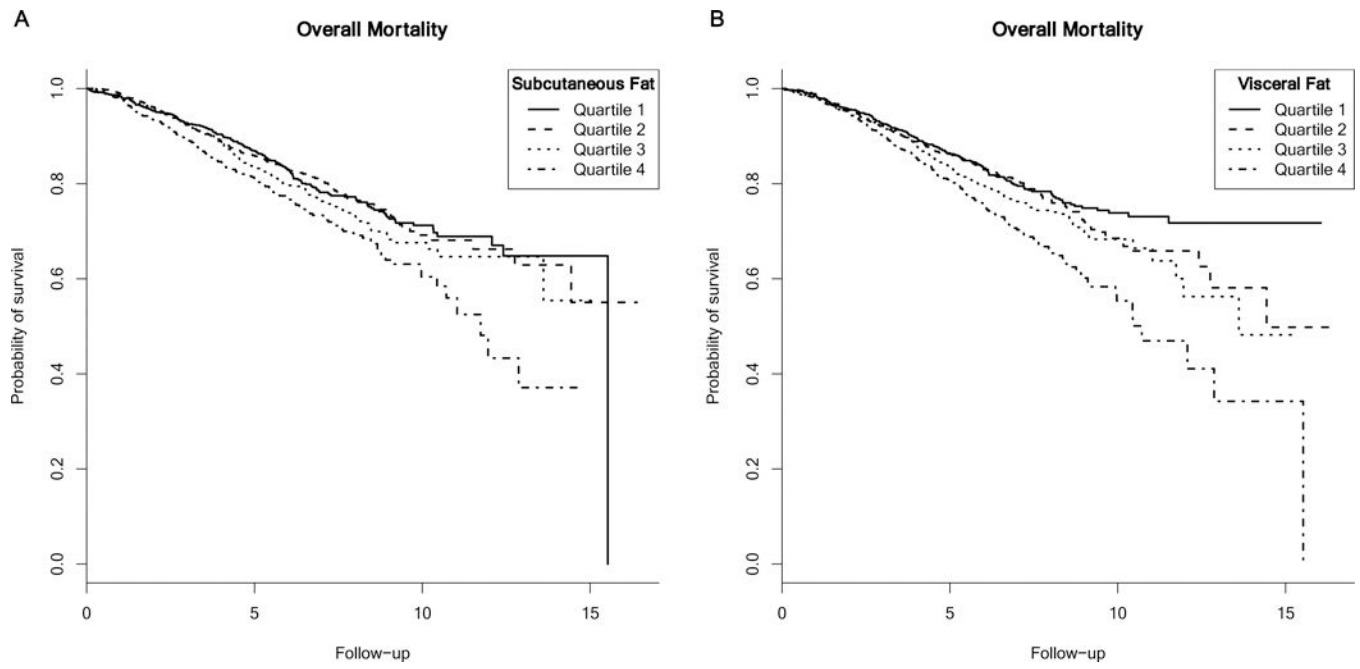 A
Overall Mortality
Subcutaneous Fat
Quartile 1
Quartile 2
Quartile 3
Quartile 4
Probability of survival
1.0
0.8
0.6
0.4
0.2
0.0
0 5 10 15
Follow-up
B
Overall Mortality
Visceral Fat
Quartile 1
Quartile 2
Quartile 3
Quartile 4
Probability of survival
1.0
0.8
0.6
0.4
0.2
0.0
0 5 10 15
Follow-up